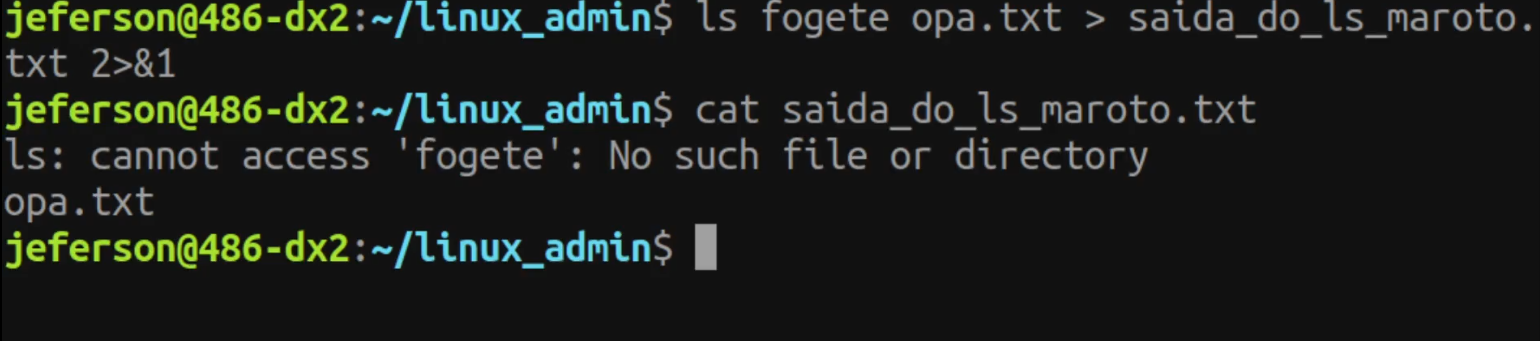 jeferson@486-dx2:~/linux_admin$ ls fogete opa.txt > saida_do_ls_maroto.
txt 2>&1
jeferson@486-dx2:~/linux_admin$ cat saida_do_ls_maroto.txt
ls: cannot access 'fogete': No such file or directory
opa.txt
jeferson@486-dx2:~/linux_admin$